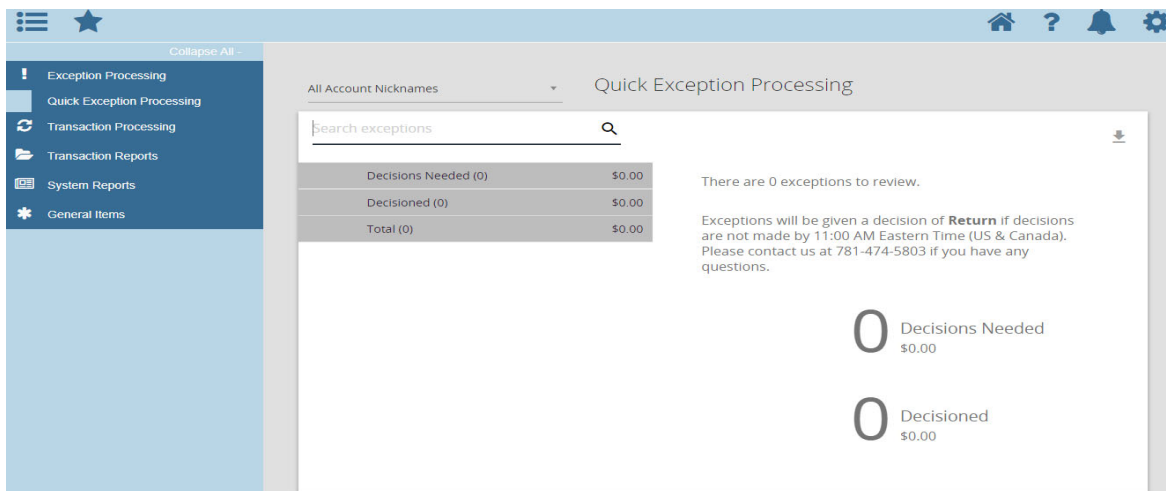 Collapse All -
Exception Processing
Quick Exception Processing
Transaction Processing
Transaction Reports
System Reports
General Items
All Account Nicknames
Quick Exception Processing
Search exceptions
Decisions Needed (0) $0.00
Decisioned (0) $0.00
Total (0) $0.00
There are 0 exceptions to review.
Exceptions will be given a decision of Return if decisions
are not made by 11:00 AM Eastern Time (US & Canada).
Please contact us at 781-474-5803 if you have any
questions.
0 Decisions Needed
$0.00
0 Decisioned
$0.00